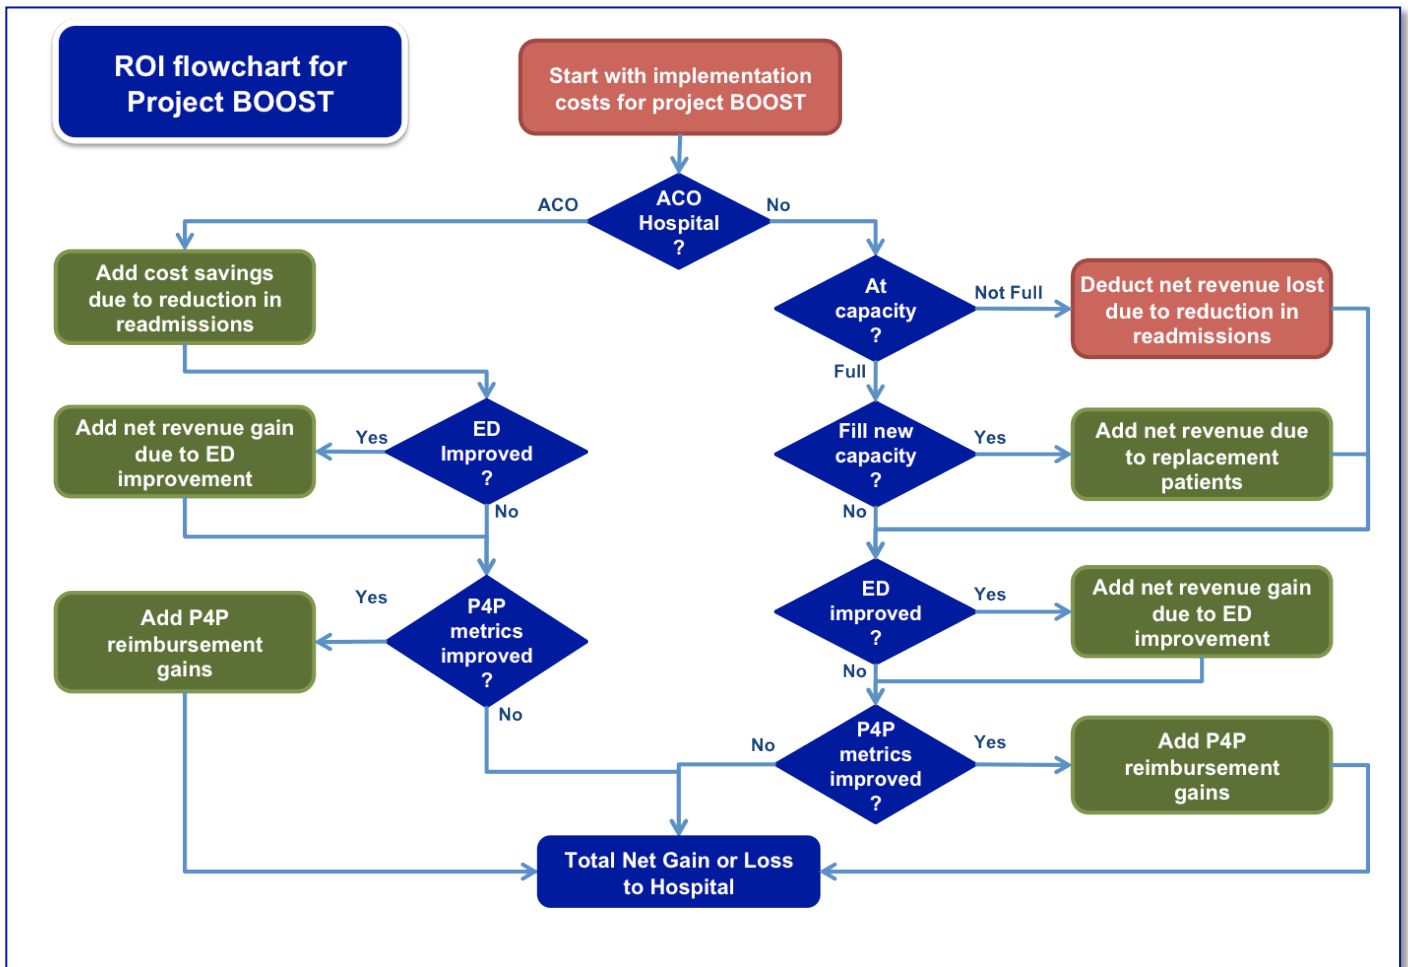 ROI flowchart for
Project BOOST
Start with implementation
costs for project BOOST
ACO
Hospital
?
ACO
No
Add cost savings
due to reduction in
readmissions
At
capacity
?
Not Full
Deduct net revenue lost
due to reduction in
readmissions
Full
Add net revenue gain
due to ED
improvement
Yes
ED
Improved
?
No
Fill new
capacity
?
Yes
Add net revenue due
to replacement
patients
No
Add P4P
reimbursement
gains
Yes
P4P
metrics
improved
?
No
ED
improved
?
Yes
Add net revenue gain
due to ED
improvement
No
No
P4P
metrics
improved
?
Yes
Add P4P
reimbursement
gains
Total Net Gain or Loss
to Hospital